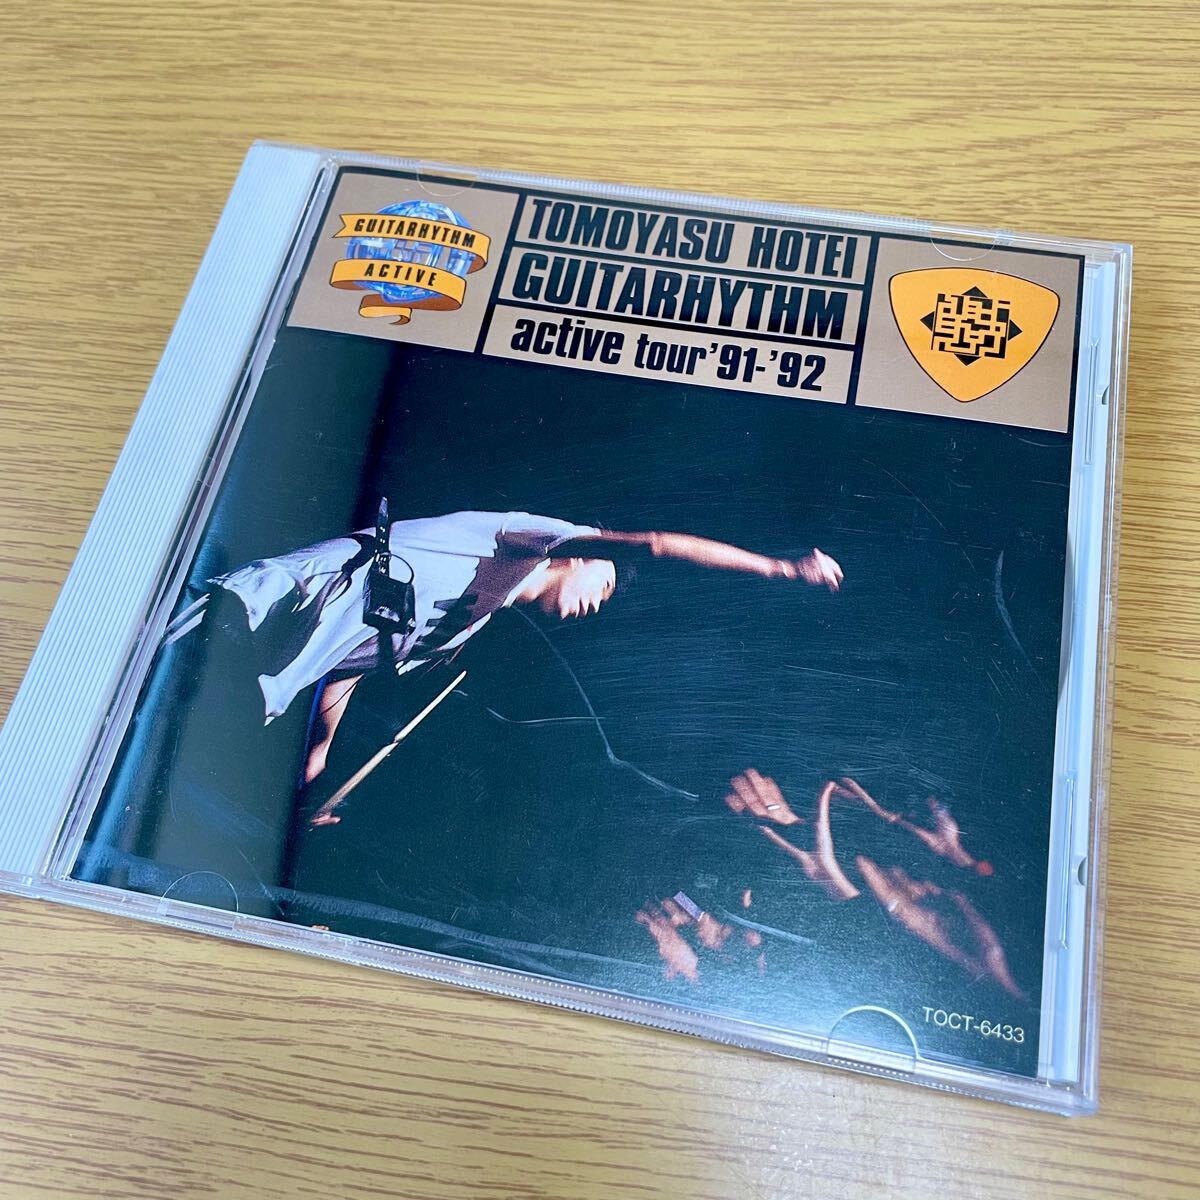 GUITARHYTHM
ACTIVE
TOMOYASU HOTEI
GUITARHYTHM
active tour '91-'92
TOCT-6433